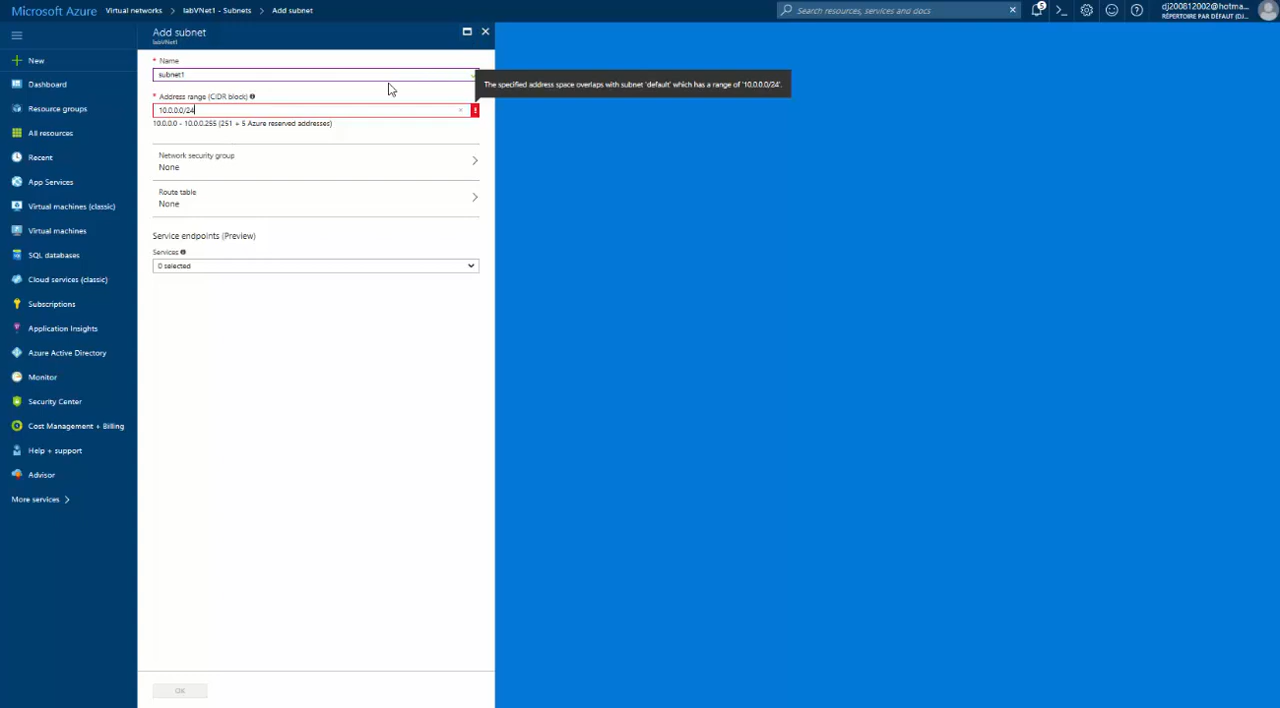 Microsoft Azure Virtual networks > labVNet1 - Subnets > Add subnet
Search resources, services and docs
5
dj200812002@hotma...
RÉPERTOIRE PAR DÉFAUT (DJ...
Add subnet
labVNet1
New
Dashboard
Resource groups
All resources
Recent
App Services
Virtual machines (classic)
Virtual machines
SQL databases
Cloud services (classic)
Subscriptions
Application Insights
Azure Active Directory
Monitor
Security Center
Cost Management + Billing
Help + support
Advisor
More services >
* Name
subnet1
* Address range (CIDR block)
10.0.0.0/24
10.0.0.0 - 10.0.0.255 (251 + 5 Azure reserved addresses)
The specified address space overlaps with subnet 'default' which has a range of '10.0.0.0/24'.
Network security group
None
Route table
None
Service endpoints (Preview)
Services
0 selected
OK